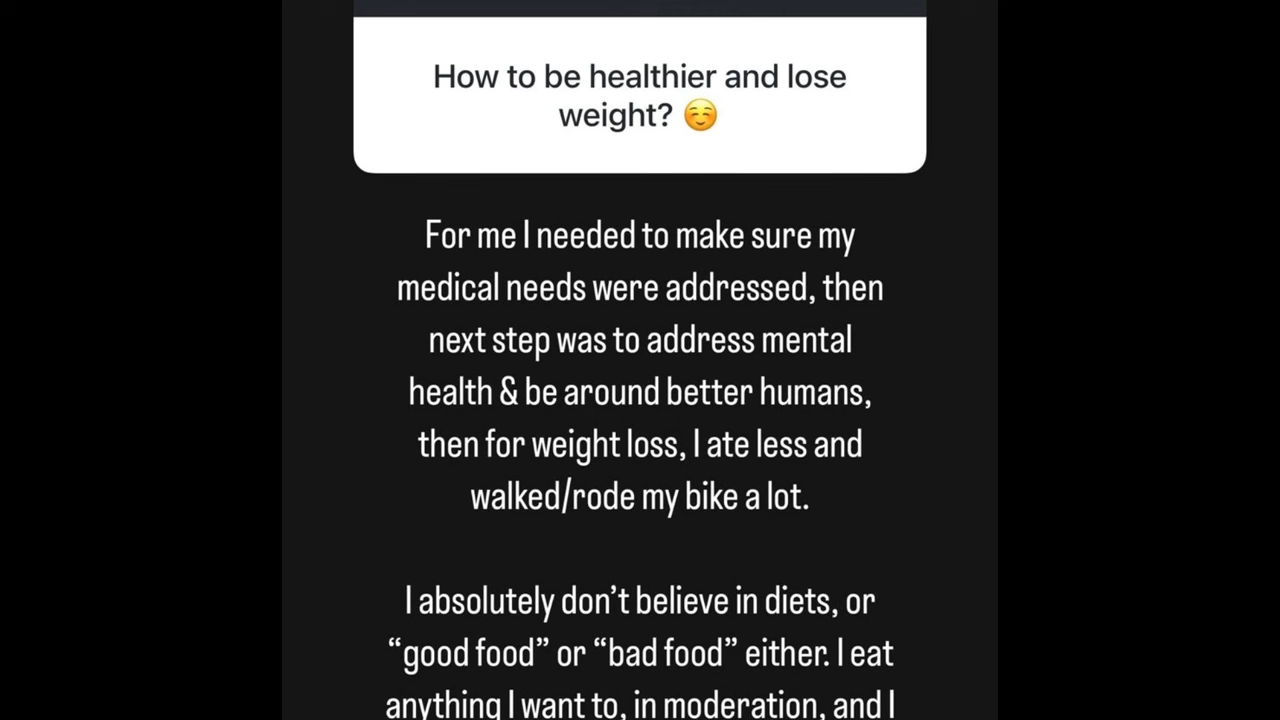 How to be healthier and lose
weight? ☺️
For me I needed to make sure my
medical needs were addressed, then
next step was to address mental
health & be around better humans,
then for weight loss, I ate less and
walked/rode my bike a lot.
I absolutely don’t believe in diets, or
“good food” or “bad food” either. I eat
anything I want to, in moderation, and I